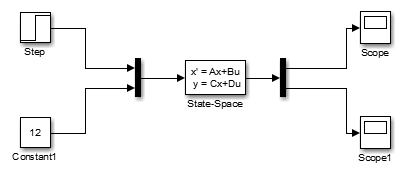 Step
12
Constant1
x' = Ax+Bu
y = Cx+Du
State-Space
Scope
Scope1